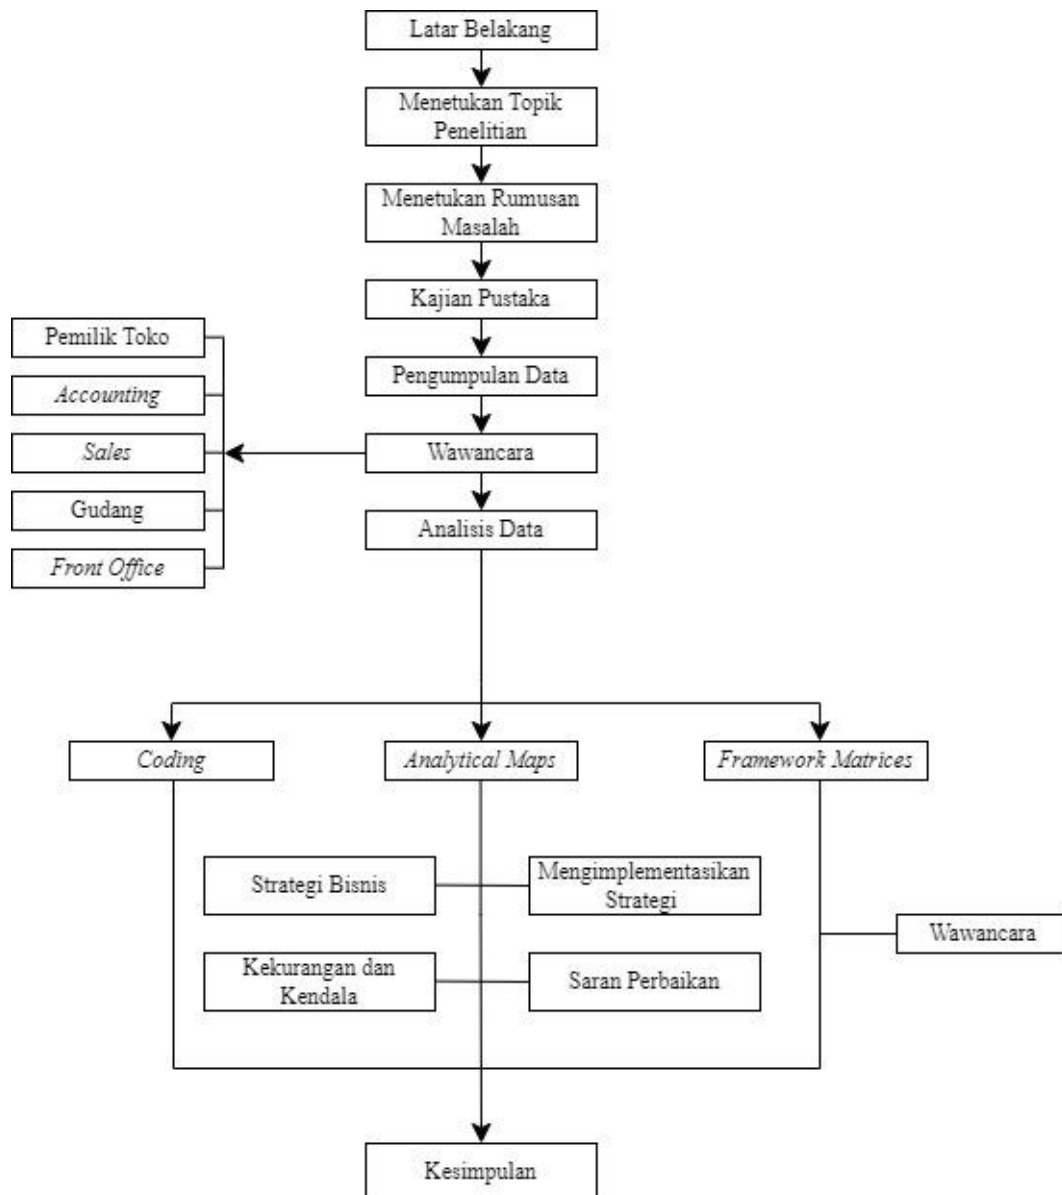 Latar Belakang
Menetukan Topik
Penelitian
Menetukan Rumusan
Masalah
Kajian Pustaka
Pengumpulan Data
Wawancara
Pemilik Toko
Accounting
Sales
Gudang
Front Office
Analisis Data
Coding
Analytical Maps
Framework Matrices
Strategi Bisnis
Mengimplementasikan
Strategi
Kekurangan dan
Kendala
Saran Perbaikan
Wawancara
Kesimpulan